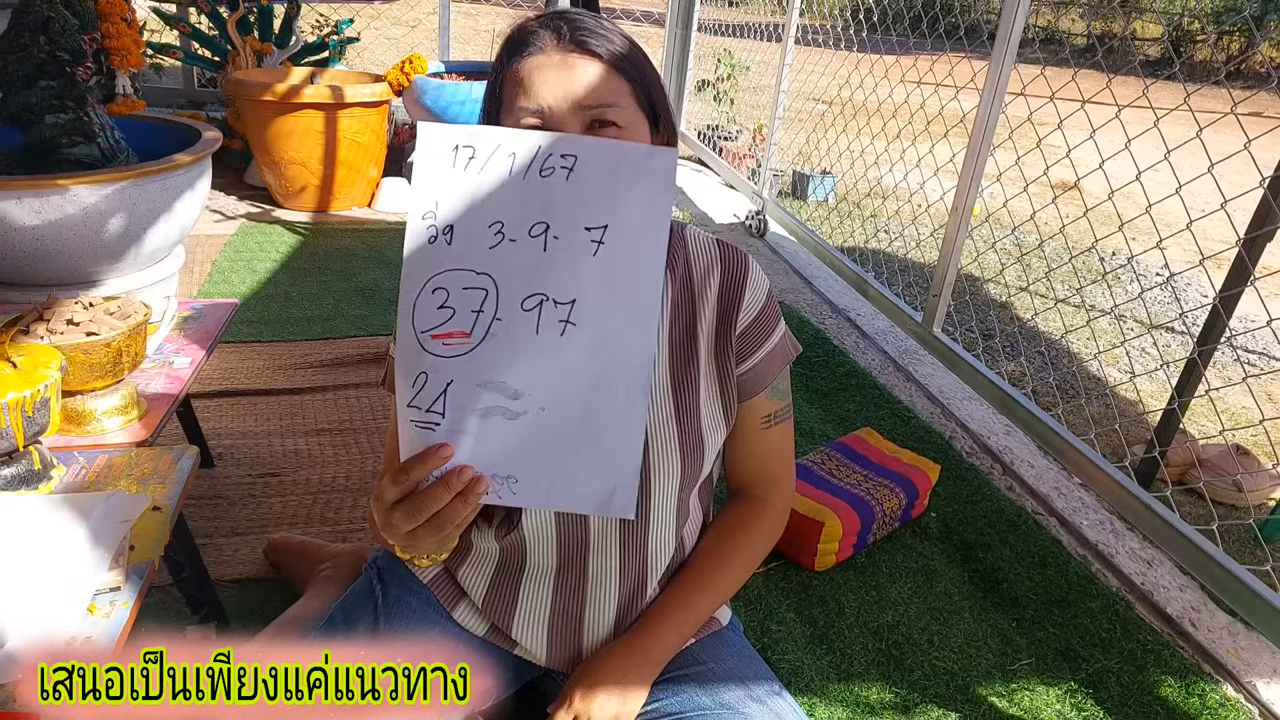 17/1/67
วิ่ง 3-9-7
37-97
24
เสนอเป็นเพียงแค่แนวทาง